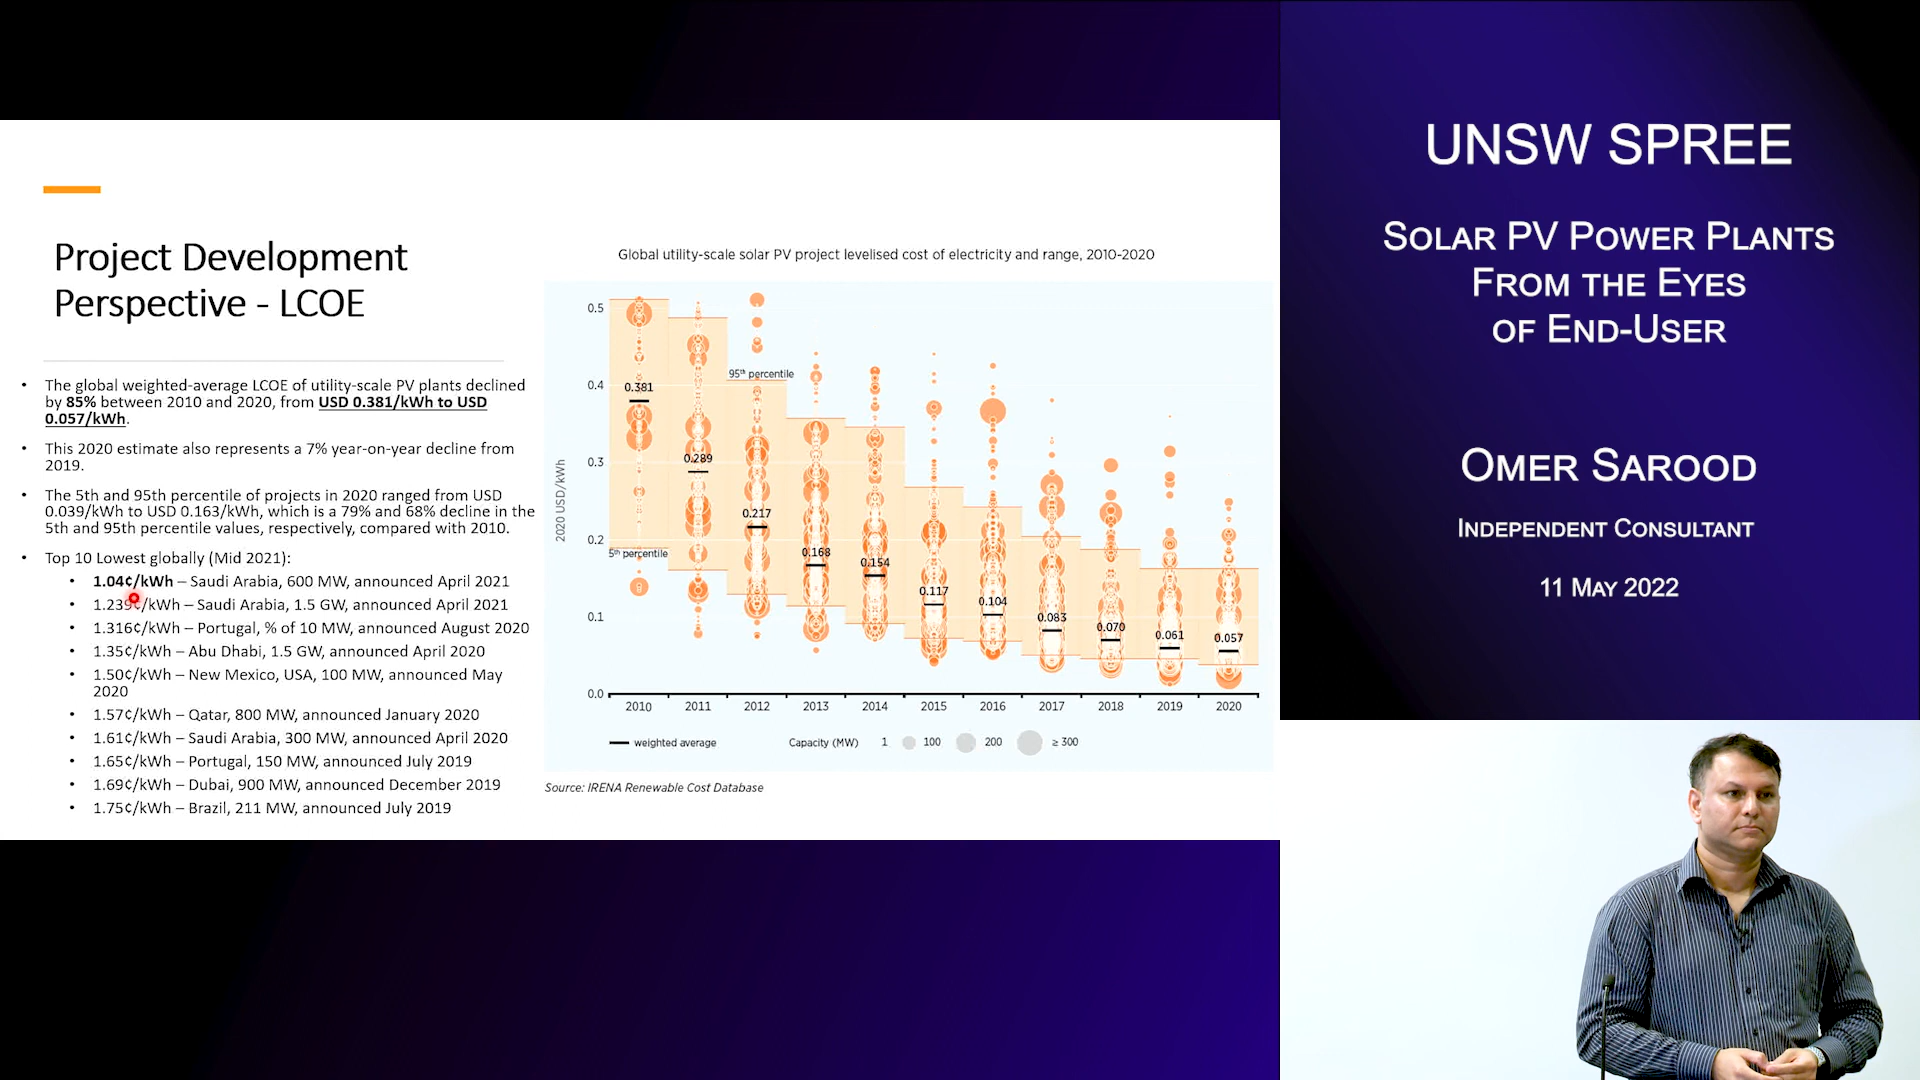 Project Development
Perspective - LCOE
• The global weighted-average LCOE of utility-scale PV plants declined
by 85% between 2010 and 2020, from USD 0.381/kWh to USD
0.057/kWh.
• This 2020 estimate also represents a 7% year-on-year decline from
2019.
• The 5th and 95th percentile of projects in 2020 ranged from USD
0.039/kWh to USD 0.163/kWh, which is a 79% and 68% decline in the
5th and 95th percentile values, respectively, compared with 2010.
• Top 10 Lowest globally (Mid 2021):
• 1.04¢/kWh – Saudi Arabia, 600 MW, announced April 2021
• 1.239¢/kWh – Saudi Arabia, 1.5 GW, announced April 2021
• 1.316¢/kWh – Portugal, % of 10 MW, announced August 2020
• 1.35¢/kWh – Abu Dhabi, 1.5 GW, announced April 2020
• 1.50¢/kWh – New Mexico, USA, 100 MW, announced May
2020
• 1.57¢/kWh – Qatar, 800 MW, announced January 2020
• 1.61¢/kWh – Saudi Arabia, 300 MW, announced April 2020
• 1.65¢/kWh – Portugal, 150 MW, announced July 2019
• 1.69¢/kWh – Dubai, 900 MW, announced December 2019
• 1.75¢/kWh – Brazil, 211 MW, announced July 2019
Global utility-scale solar PV project levelised cost of electricity and range, 2010-2020
2020 USD/kWh
0.5
0.4
0.3
0.2
0.1
0.0
95th percentile
5th percentile
0.381
0.289
0.217
0.168
0.154
0.117
0.104
0.083
0.070
0.061
0.057
2010 2011 2012 2013 2014 2015 2016 2017 2018 2019 2020
weighted average Capacity (MW) 1 100 200 ≥ 300
Source: IRENA Renewable Cost Database
UNSW SPREE
Solar PV Power Plants
From the Eyes
of End-User
Omer Sarood
Independent Consultant
11 May 2022